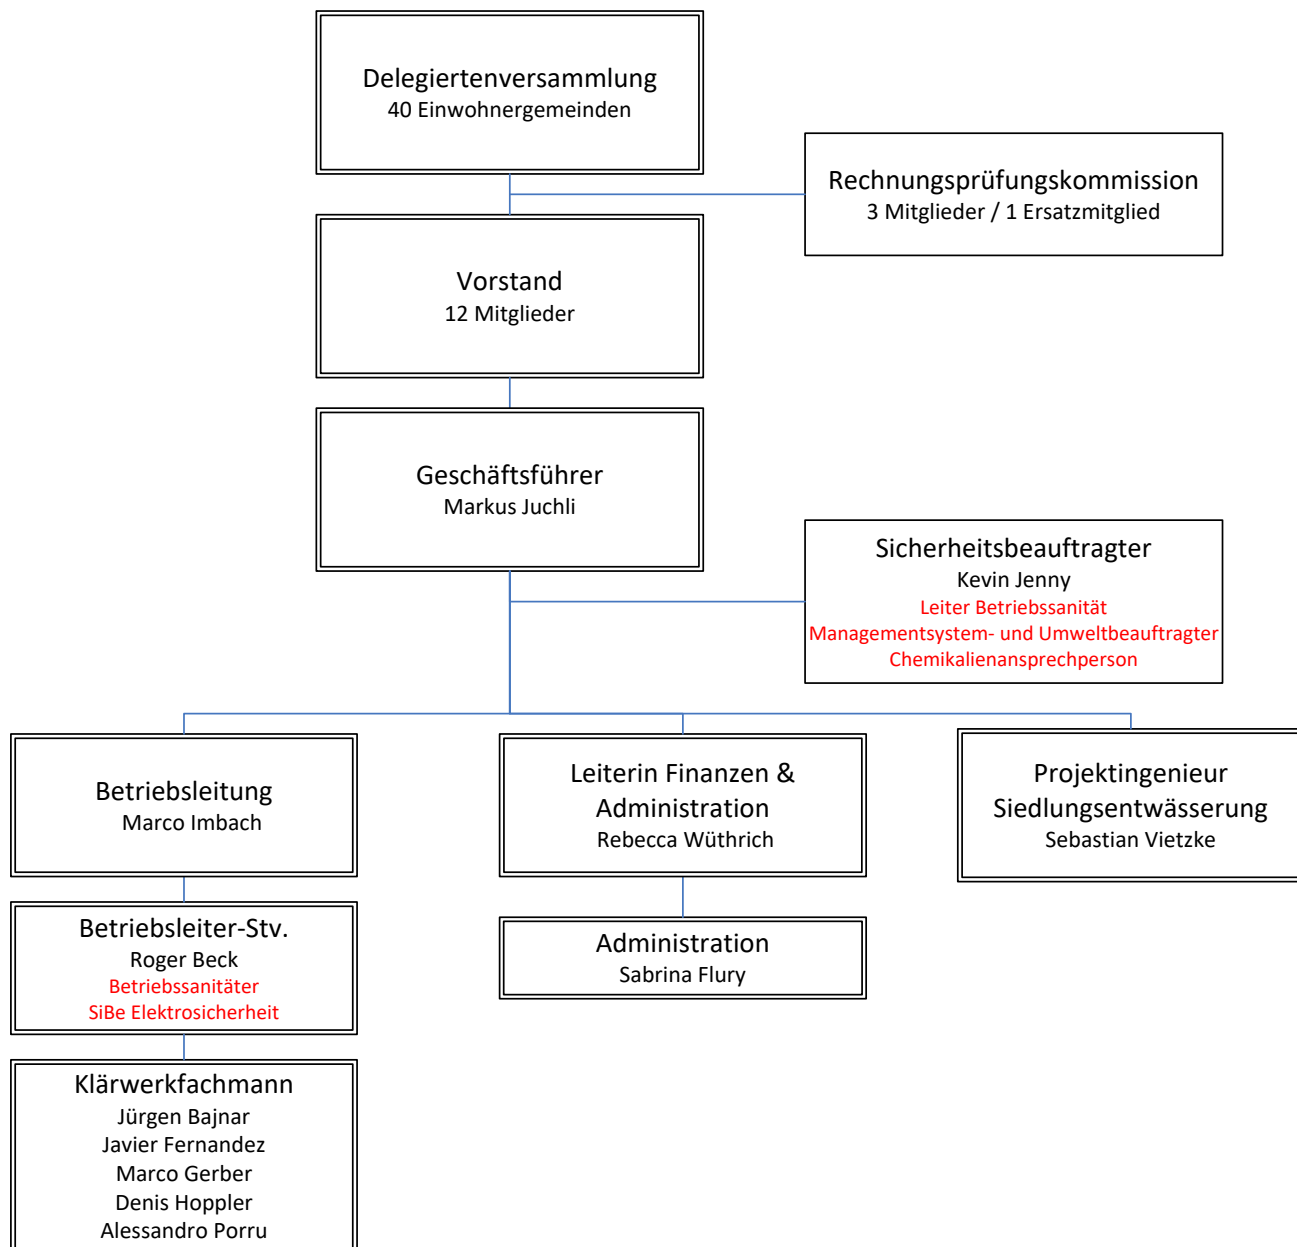 Delegiertenversammlung
40 Einwohnergemeinden
Rechnungsprüfungskommission
3 Mitglieder / 1 Ersatzmitglied
Vorstand
12 Mitglieder
Geschäftsführer
Markus Juchli
Sicherheitsbeauftragter
Kevin Jenny
Leiter Betriebssanität
Managementsystem- und Umweltbeauftragter
Chemikalienansprechperson
Betriebsleitung
Marco Imbach
Leiterin Finanzen &
Administration
Rebecca Wüthrich
Projektingenieur
Siedlungsentwässerung
Sebastian Vietzke
Betriebsleiter-Stv.
Roger Beck
Betriebssanitäter
SiBe Elektrosicherheit
Administration
Sabrina Flury
Klärwerkfachmann
Jürgen Bajnar
Javier Fernandez
Marco Gerber
Denis Hoppler
Alessandro Porru